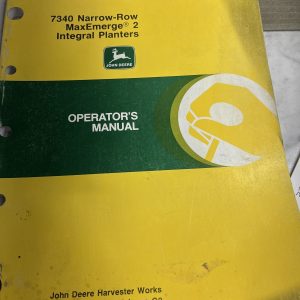 7340 Narrow-Row
MaxEmerge® 2
Integral Planters
JOHN DEERE
OPERATOR'S
MANUAL
John Deere Harvester Works